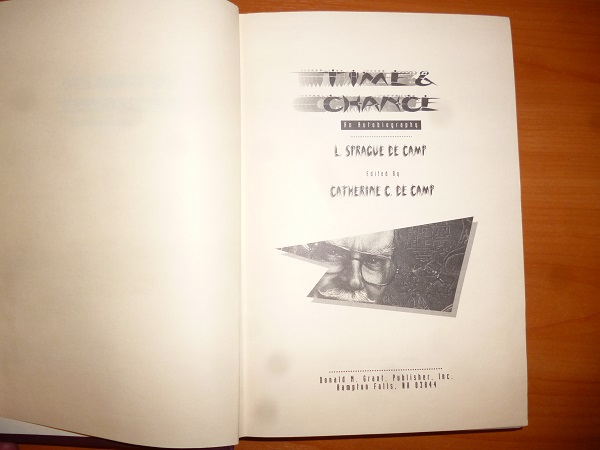 TIME &
CHANCE
An Autobiography
L. SPRAGUE DE CAMP
Edited By
CATHERINE C. DE CAMP
Donald M. Grant, Publisher, Inc.
Hampton Falls, NH 03844